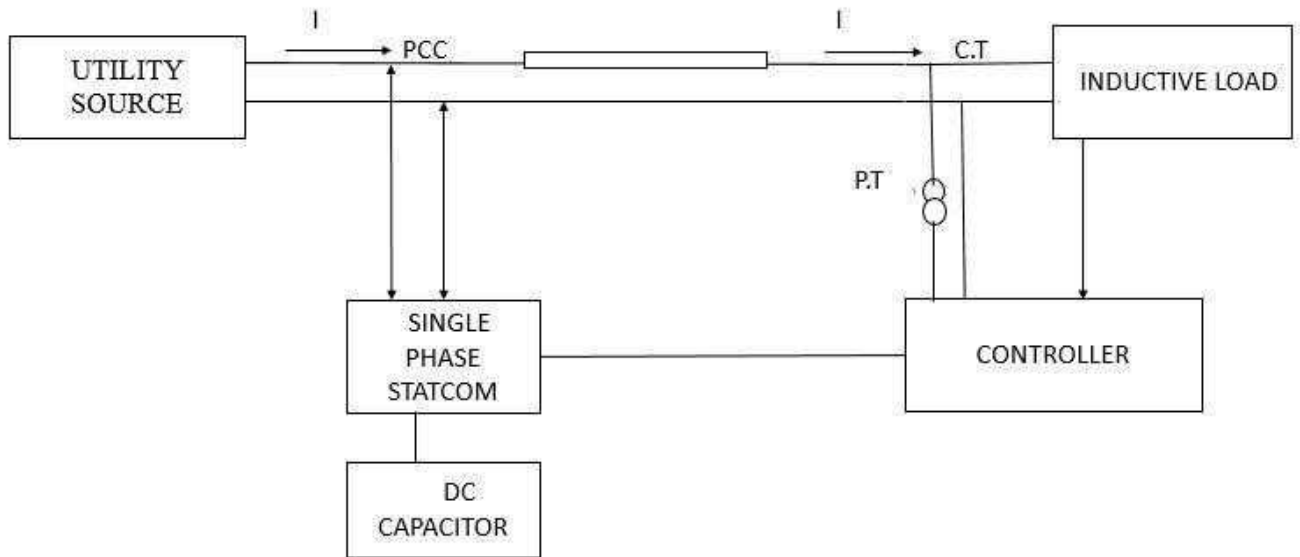 I
I
PCC
C.T
UTILITY
SOURCE
INDUCTIVE LOAD
P.T
SINGLE
PHASE
STATCOM
CONTROLLER
DC
CAPACITOR